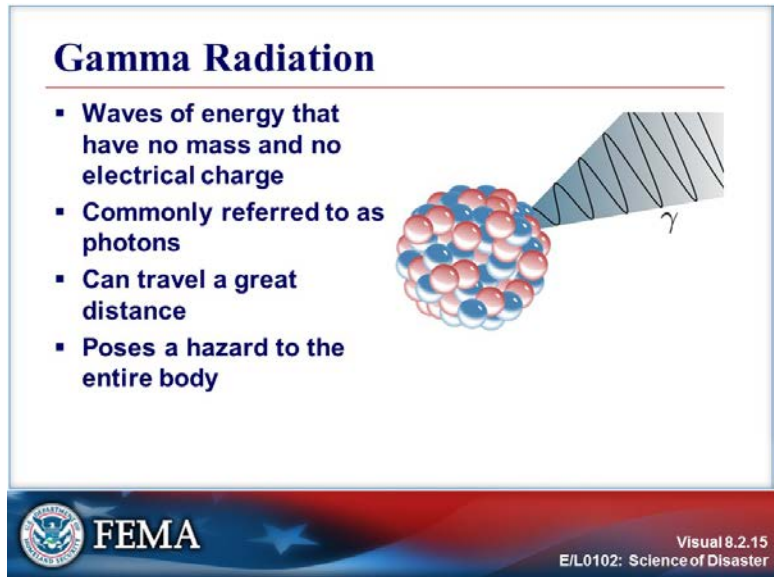 Gamma Radiation
▪ Waves of energy that
have no mass and no
electrical charge
▪ Commonly referred to as
photons
▪ Can travel a great
distance
▪ Poses a hazard to the
entire body
γ
FEMA
Visual 8.2.15
E/L0102: Science of Disaster